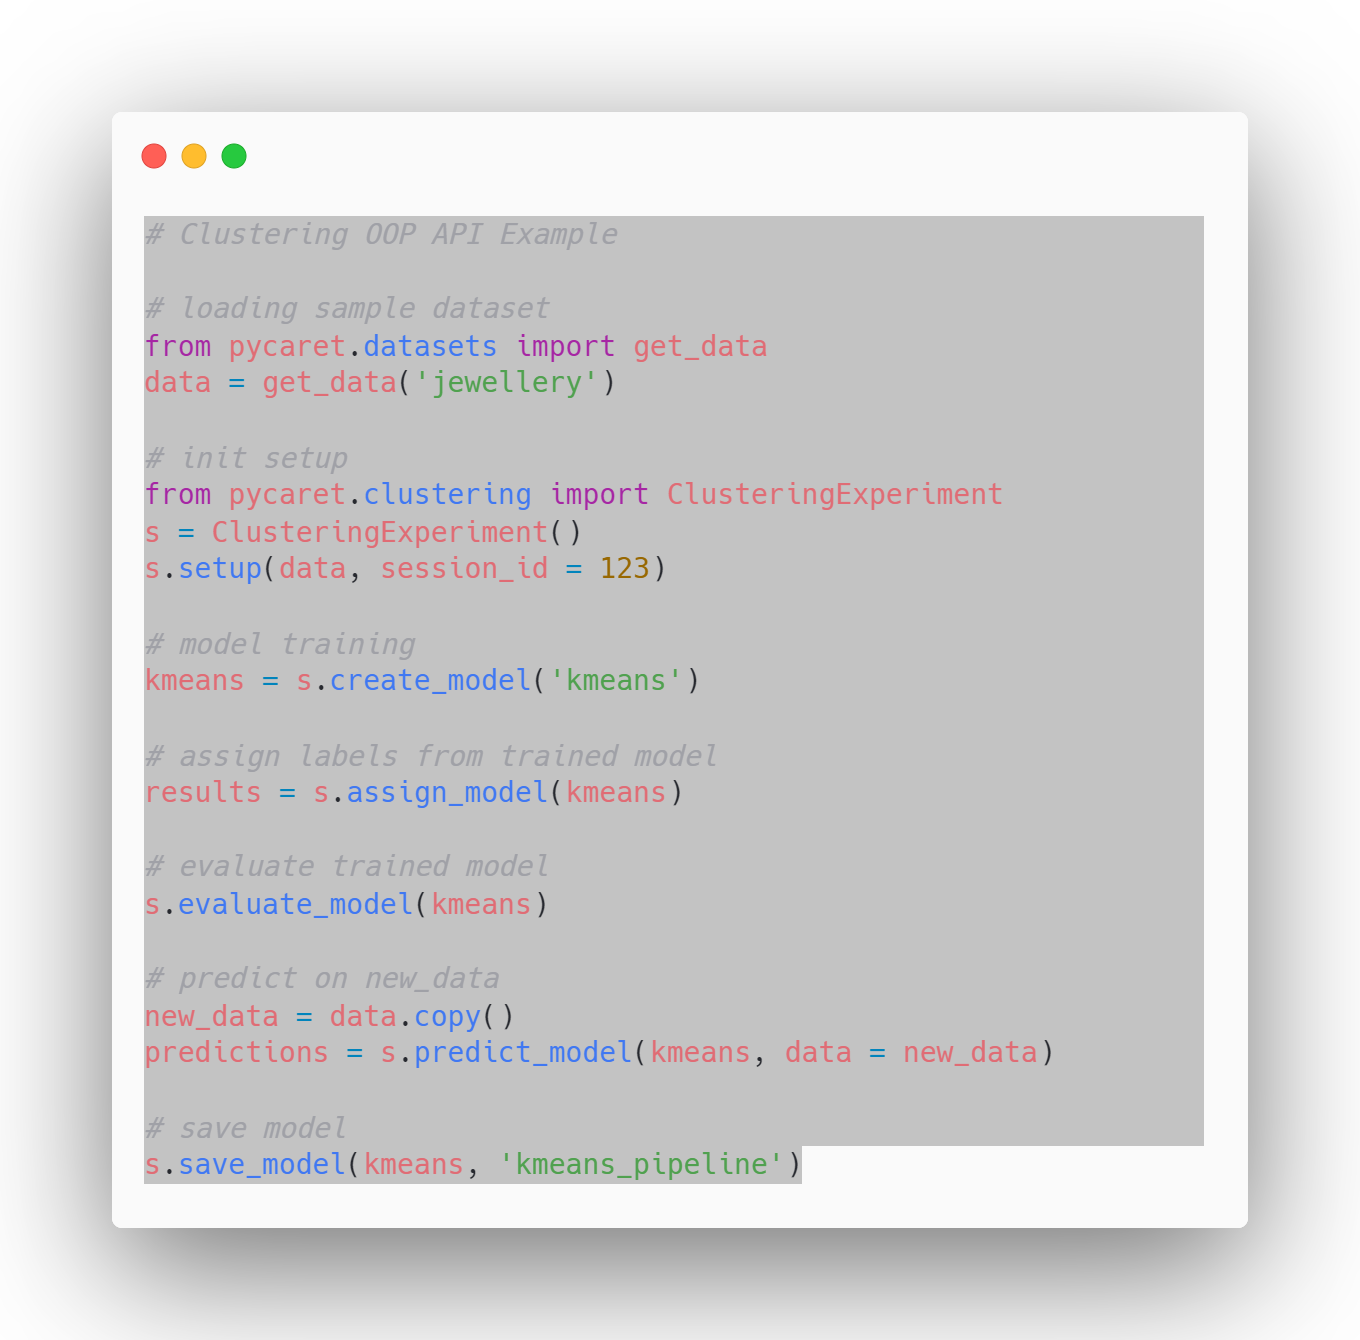 # Clustering OOP API Example

# loading sample dataset
from pycaret.datasets import get_data
data = get_data('jewellery')

# init setup
from pycaret.clustering import ClusteringExperiment
s = ClusteringExperiment()
s.setup(data, session_id = 123)

# model training
kmeans = s.create_model('kmeans')

# assign labels from trained model
results = s.assign_model(kmeans)

# evaluate trained model
s.evaluate_model(kmeans)

# predict on new_data
new_data = data.copy()
predictions = s.predict_model(kmeans, data = new_data)

# save model
s.save_model(kmeans, 'kmeans_pipeline')